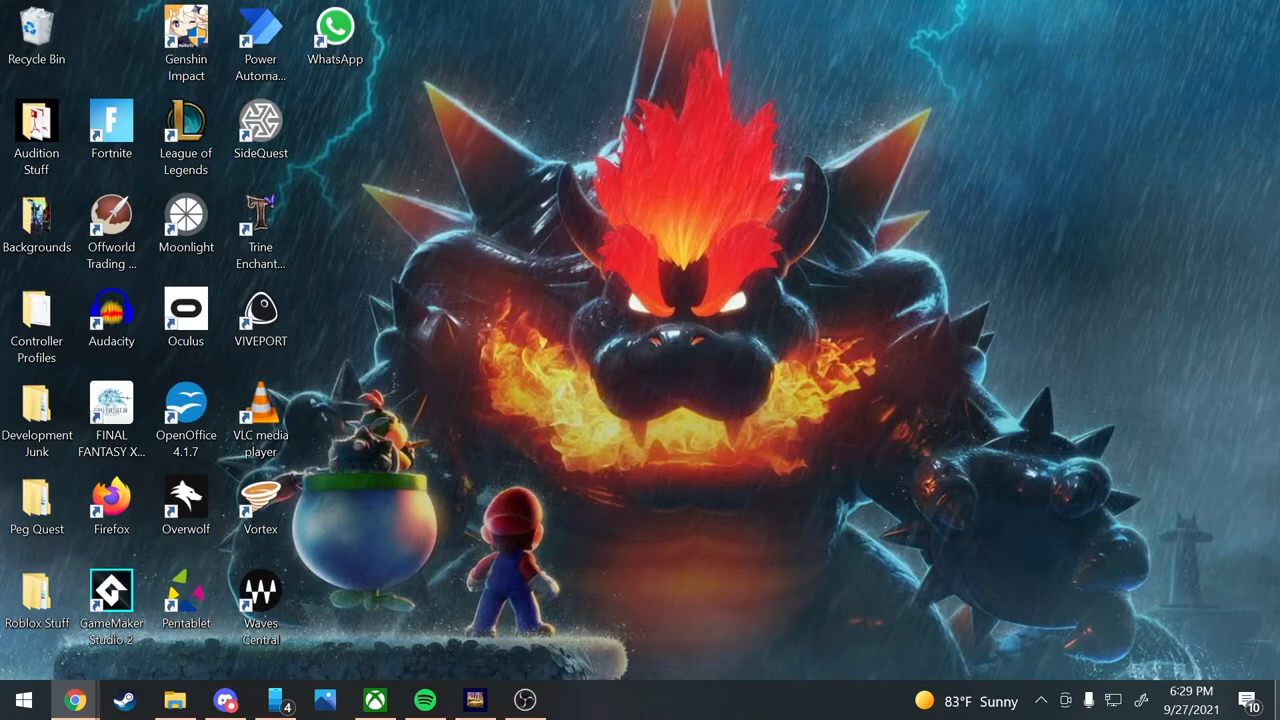 Recycle Bin
Genshin
Impact
Power
Automa...
WhatsApp
Audition
Stuff
Fortnite
League of
Legends
SideQuest
Backgrounds
Offworld
Trading ...
Moonlight
Trine
Enchant...
Controller
Profiles
Audacity
Oculus
VIVEPORT
Development
Junk
FINAL
FANTASY X...
OpenOffice
4.1.7
VLC media
player
Peg Quest
Firefox
Overwolf
Vortex
Roblox Stuff
GameMaker
Studio 2
Pentablet
Waves
Central
4
83°F Sunny
6:29 PM
9/27/2021
10